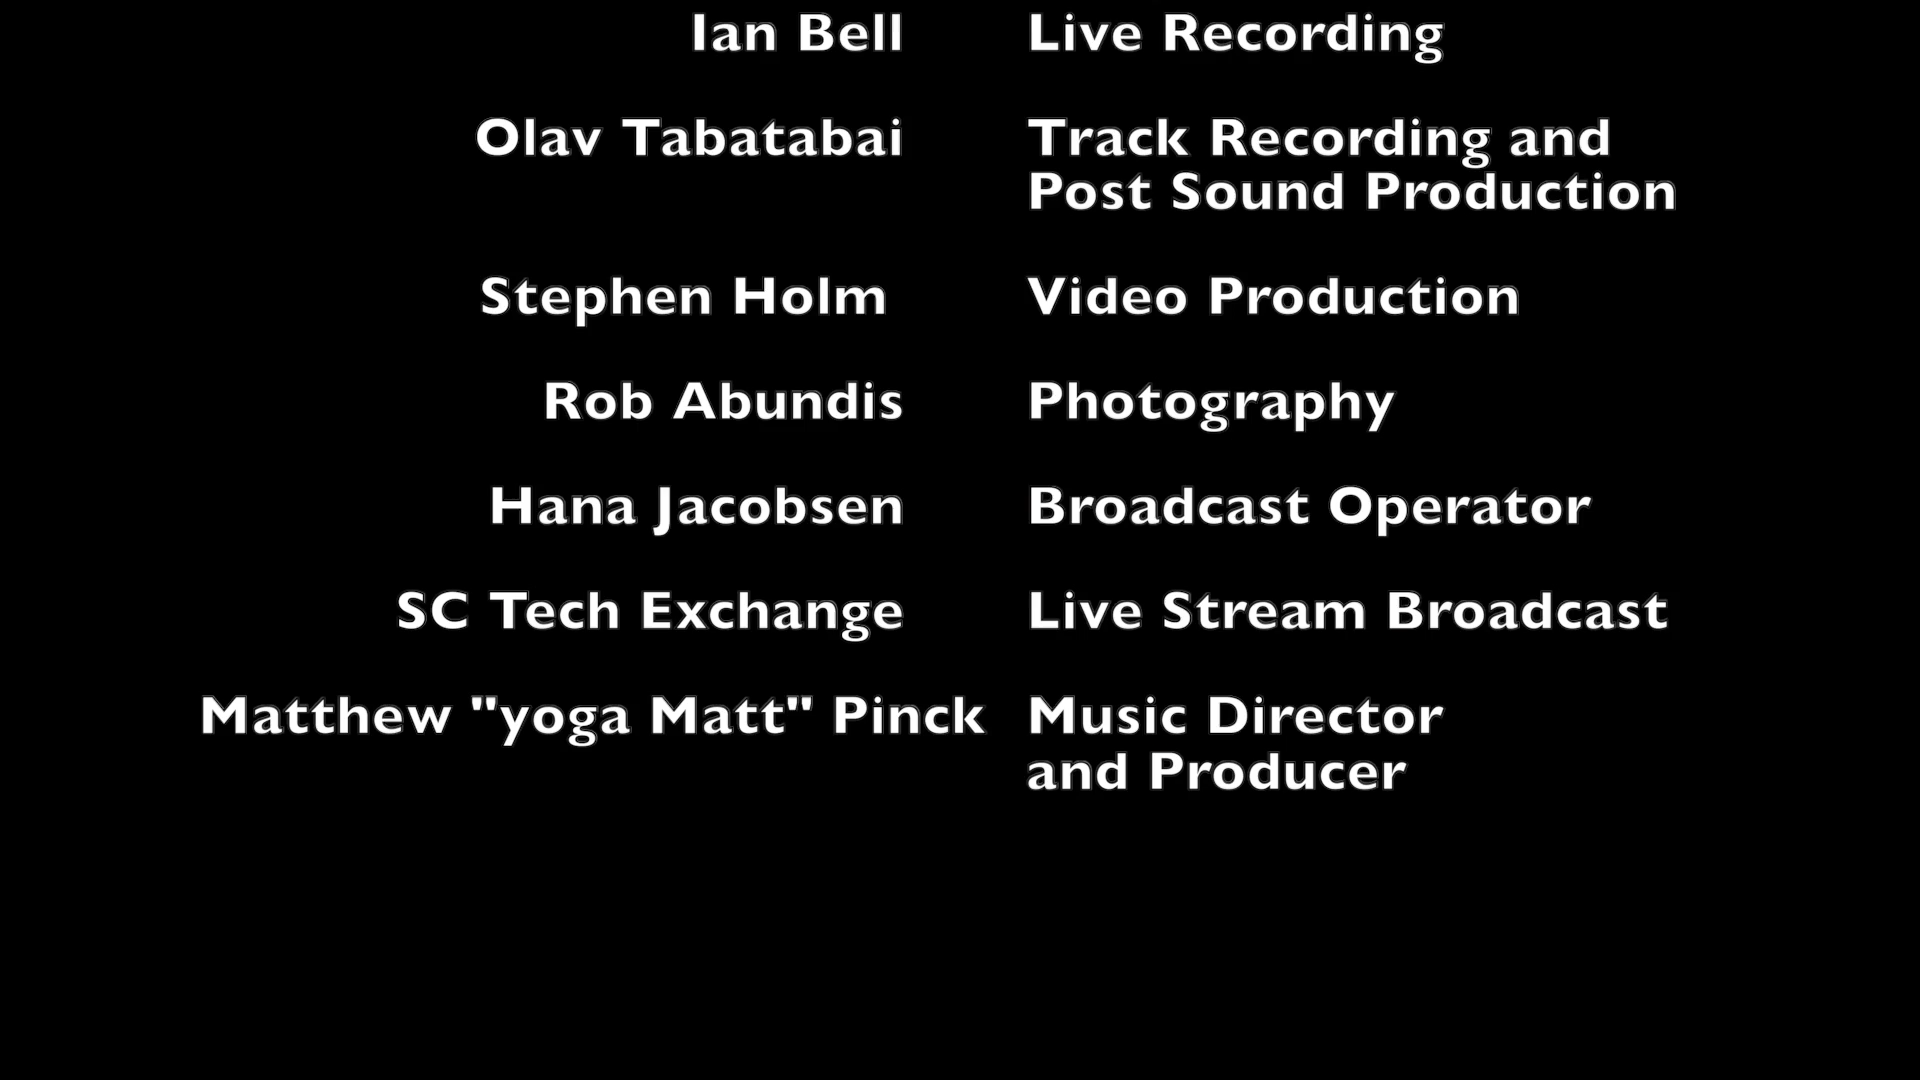 Ian Bell Live Recording
Olav Tabatabai Track Recording and
Post Sound Production
Stephen Holm Video Production
Rob Abundis Photography
Hana Jacobsen Broadcast Operator
SC Tech Exchange Live Stream Broadcast
Matthew "yoga Matt" Pinck Music Director
and Producer